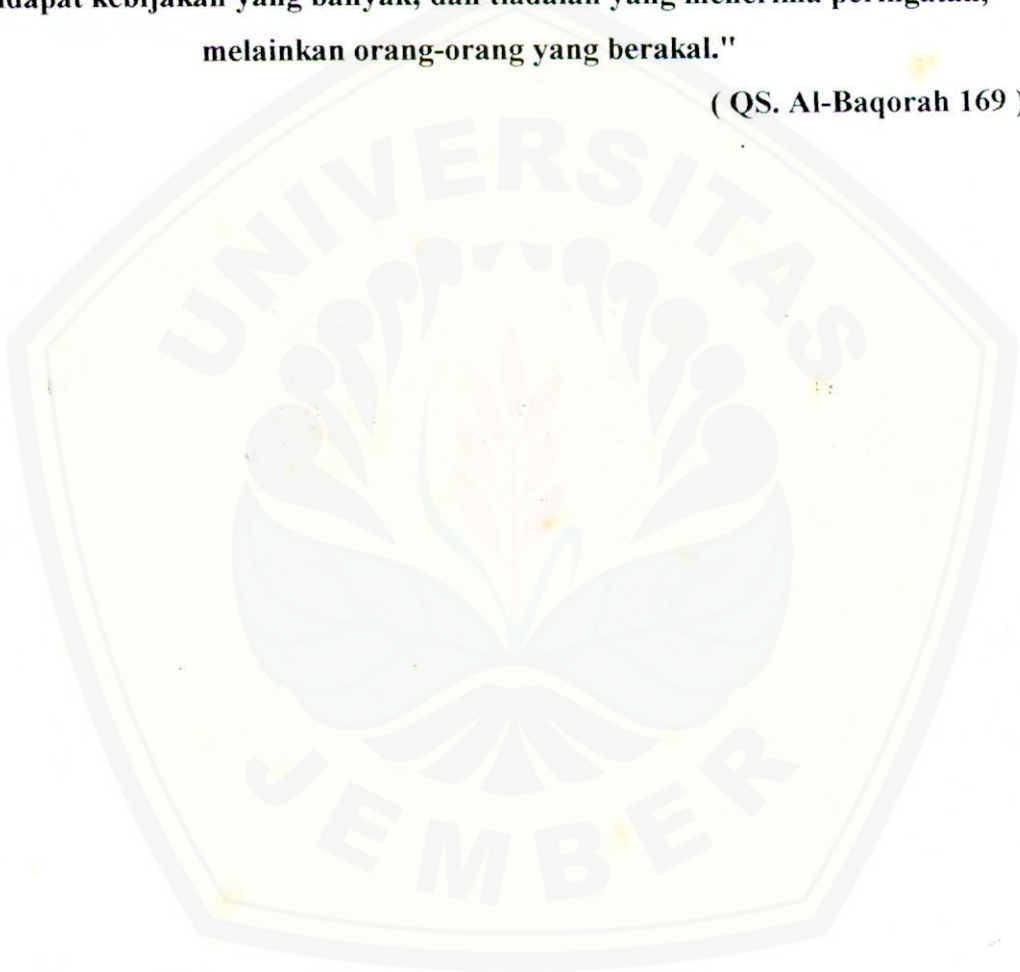 dapat kebijakan yang banyak, dan tiadalah yang menerima peringatan,
melainkan orang-orang yang berakal."
( QS. Al-Baqorah 169 )
UNIVERSITAS
JEMBER